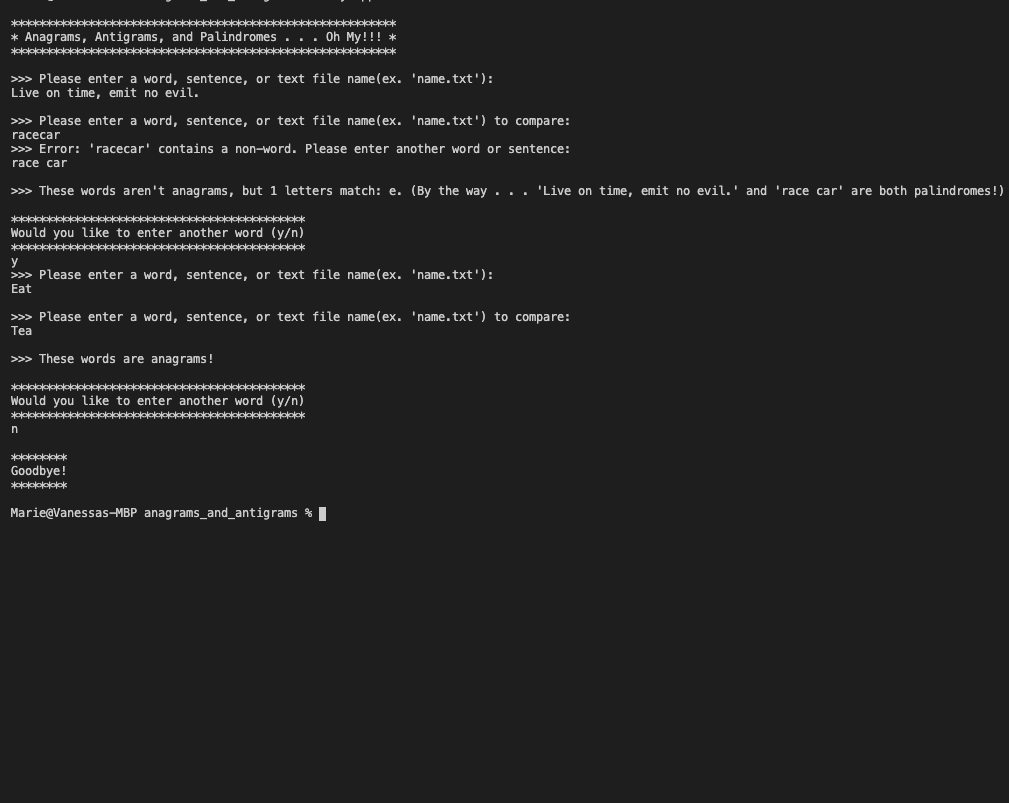 *******************************************************
* Anagrams, Antigrams, and Palindromes . . . Oh My!!! *
*******************************************************
>>> Please enter a word, sentence, or text file name(ex. 'name.txt'):
Live on time, emit no evil.
>>> Please enter a word, sentence, or text file name(ex. 'name.txt') to compare:
racecar
>>> Error: 'racecar' contains a non-word. Please enter another word or sentence:
race car
>>> These words aren't anagrams, but 1 letters match: e. (By the way . . . 'Live on time, emit no evil.' and 'race car' are both palindromes!)
******************************************
Would you like to enter another word (y/n)
******************************************
y
>>> Please enter a word, sentence, or text file name(ex. 'name.txt'):
Eat
>>> Please enter a word, sentence, or text file name(ex. 'name.txt') to compare:
Tea
>>> These words are anagrams!
******************************************
Would you like to enter another word (y/n)
******************************************
n
********
Goodbye!
********
Marie@Vanessas-MBP anagrams_and_antigrams %